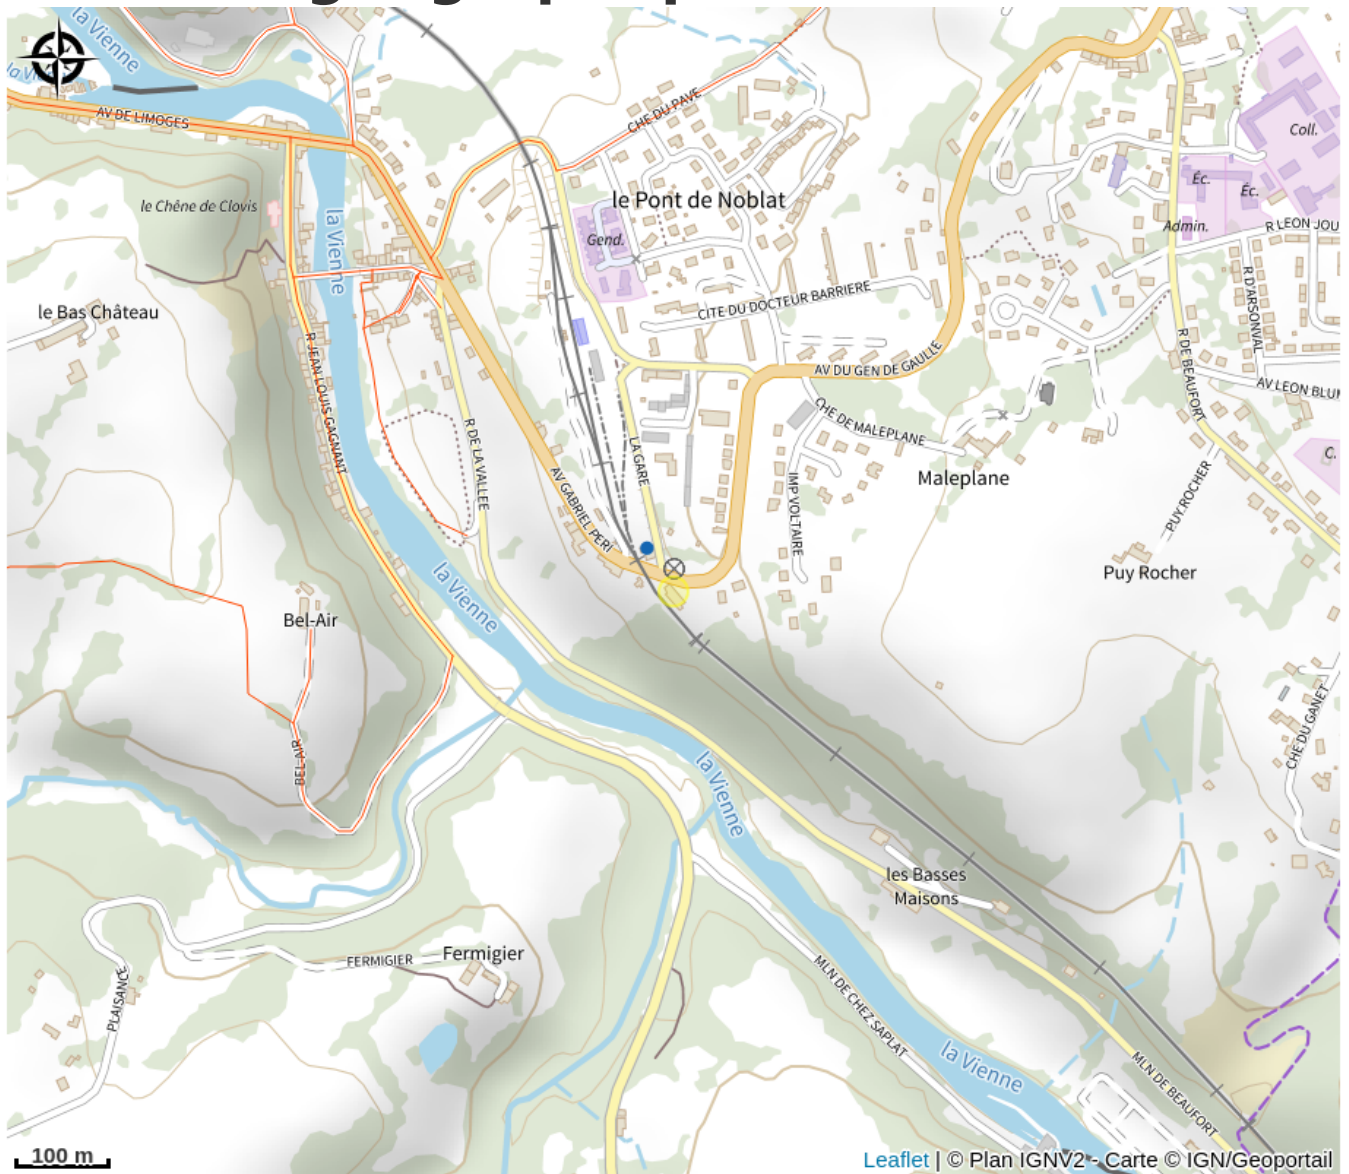 la Vienne
AV DE LIMOGES
CHE DU PAVE
Coll.
Éc.
Éc.
le Chêne de Clovis
le Pont de Noblat
Admin.
R LEON JOU
la Vienne
Gend.
le Bas Château
CITE DU DOCTEUR BARRIERE
R D'ARSONVAL
R JEAN LOUIS GAGNANT
AV DU GEN DE GAULLE
R DE BEAUFORT
AV LEON BLUM
CHE DE MALEPLANE
R DE LA VALLEE
LA GARE
C.
AV GABRIEL PERI
IMP VOLTAIRE
Maleplane
PUY ROCHER
Puy Rocher
la Vienne
Bel-Air
BEL-AIR
CHE DU GANET
la Vienne
les Basses
Maisons
FERMIGIER
Fermigier
PLAISANCE
MLN DE CHEZ SAPLAT
la Vienne
MLN DE BEAUFORT
100 m
Leaflet | © Plan IGNV2 - Carte © IGN/Geoportail